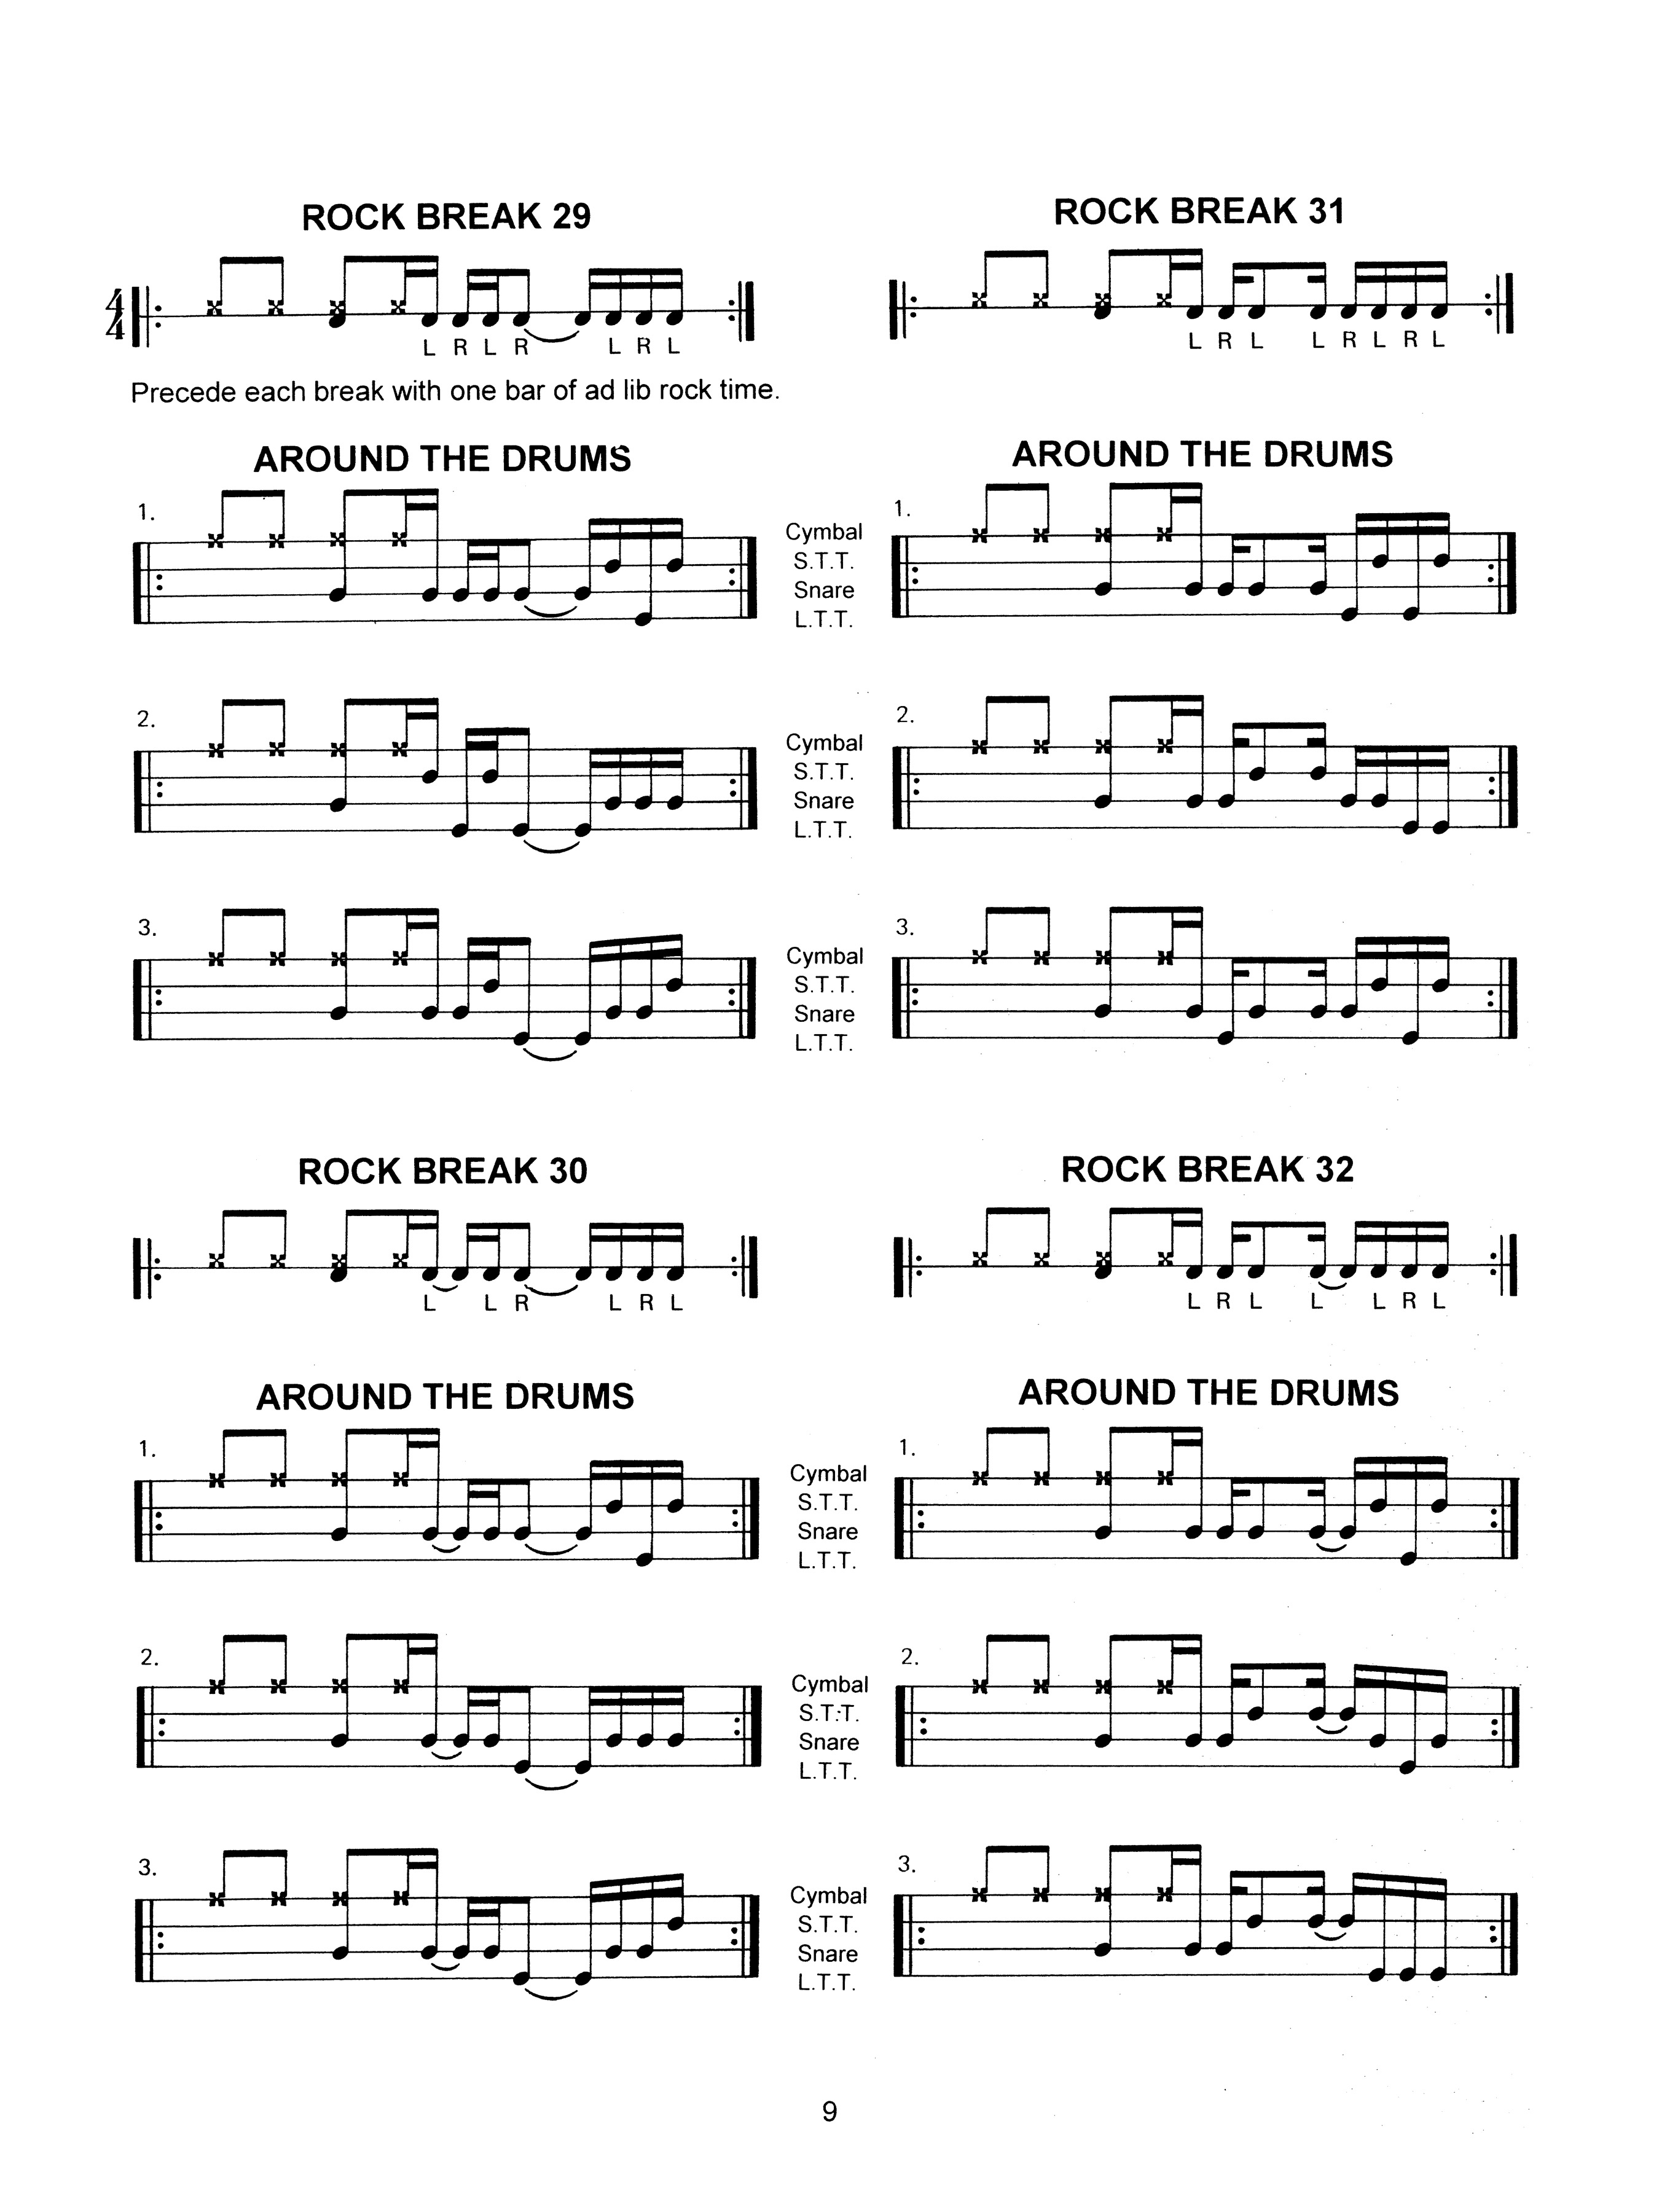 ROCK BREAK 29
4
4
L R L R L R L
Precede each break with one bar of ad lib rock time.
AROUND THE DRUMS
1.
Cymbal
S.T.T.
Snare
L.T.T.
2.
Cymbal
S.T.T.
Snare
L.T.T.
3.
Cymbal
S.T.T.
Snare
L.T.T.
ROCK BREAK 31
L R L L R L R L
AROUND THE DRUMS
1.
2.
3.
ROCK BREAK 30
L L R L R L
AROUND THE DRUMS
1.
Cymbal
S.T.T.
Snare
L.T.T.
2.
Cymbal
S.T.T.
Snare
L.T.T.
3.
Cymbal
S.T.T.
Snare
L.T.T.
ROCK BREAK 32
L R L L L R L
AROUND THE DRUMS
1.
2.
3.
9